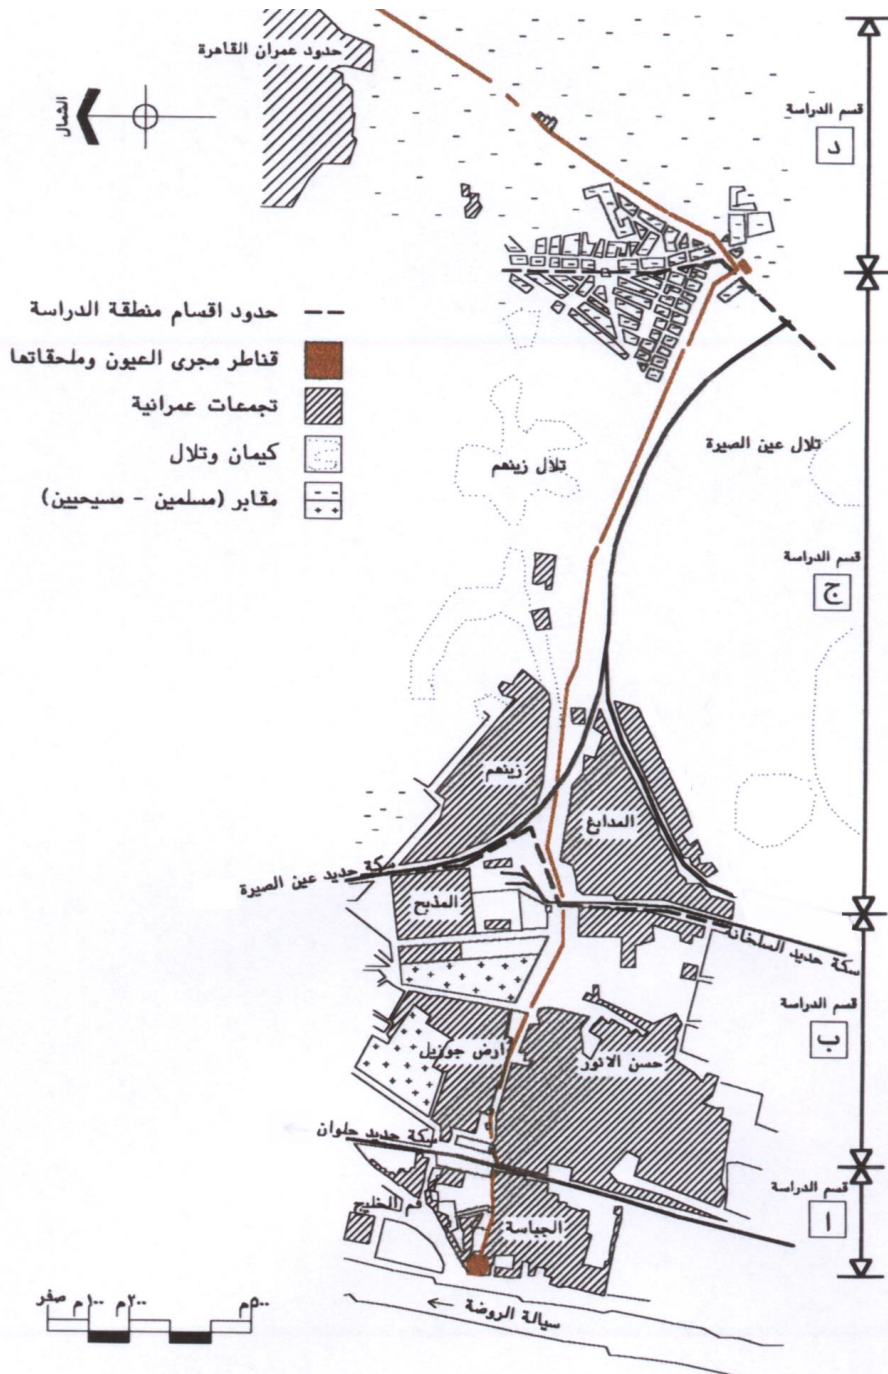 حدود عمران القاهرة
الشمال
قسم الدراسة
د
حدود اقسام منطقة الدراسة
قناطر مجرى العيون وملحقاتها
تجمعات عمرانية
كيمان وتلال
مقابر (مسلمين - مسيحيين)
تلال عين الصيرة
تلال زينهم
قسم الدراسة
ج
زينهم
المدابغ
سكة حديد عين الصيرة
المذبح
سكة حديد السلخانة
قسم الدراسة
ب
ارض جوزيل
حسن الانور
سكة حديد حلوان
قسم الدراسة
ا
فم الخليج
الجباسة
صفر ١٠٠م ٢٠٠م ٥٠٠م
سيالة الروضة